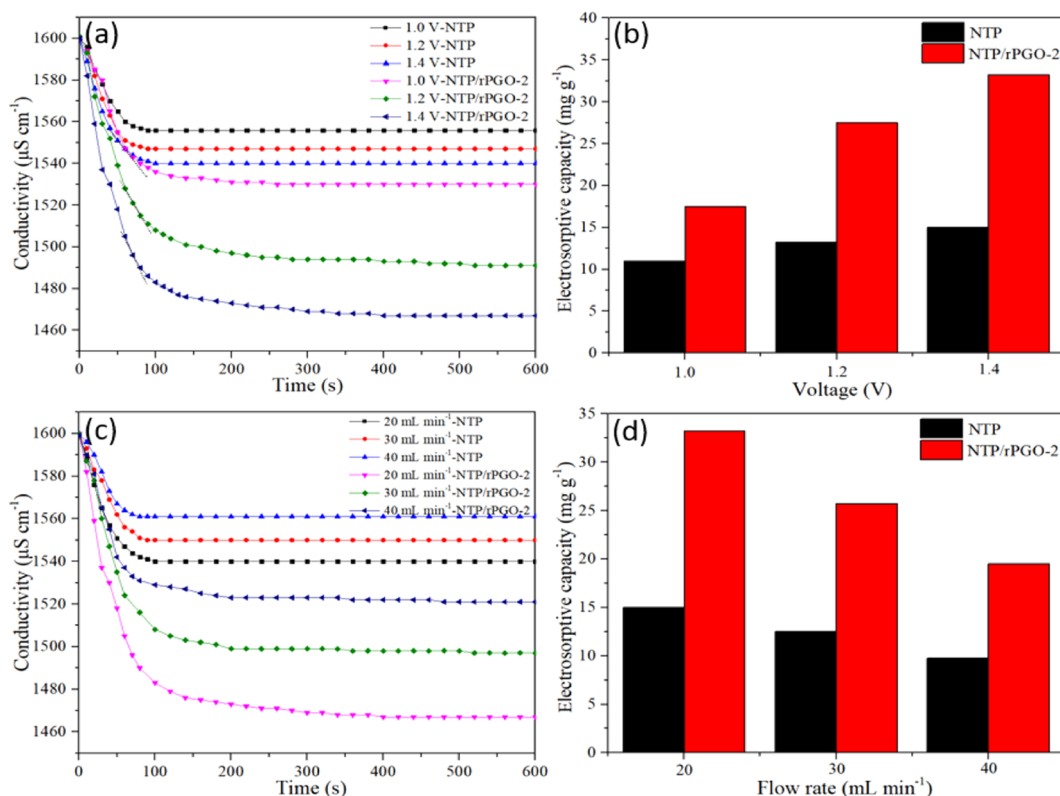 (a)
1.0 V-NTP
1.2 V-NTP
1.4 V-NTP
1.0 V-NTP/rPGO-2
1.2 V-NTP/rPGO-2
1.4 V-NTP/rPGO-2
1600
1580
1560
1540
1520
1500
1480
1460
Conductivity (μS cm⁻¹)
0 100 200 300 400 500 600
Time (s)
(b)
NTP
NTP/rPGO-2
40
35
30
25
20
15
10
5
0
Electrosorptive capacity (mg g⁻¹)
1.0 1.2 1.4
Voltage (V)
(c)
20 mL min⁻¹-NTP
30 mL min⁻¹-NTP
40 mL min⁻¹-NTP
20 mL min⁻¹-NTP/rPGO-2
30 mL min⁻¹-NTP/rPGO-2
40 mL min⁻¹-NTP/rPGO-2
1600
1580
1560
1540
1520
1500
1480
1460
Conductivity (μS cm⁻¹)
0 100 200 300 400 500 600
Time (s)
(d)
NTP
NTP/rPGO-2
35
30
25
20
15
10
5
0
Electrosorptive capacity (mg g⁻¹)
20 30 40
Flow rate (mL min⁻¹)